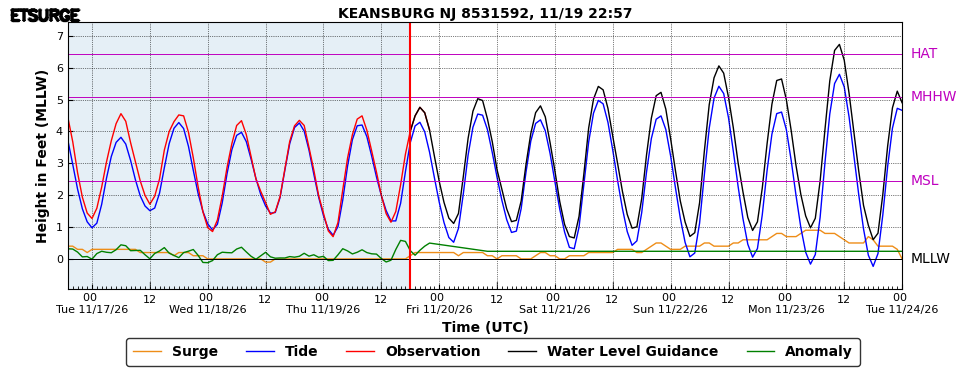 ETSURGE
KEANSBURG NJ 8531592, 11/19 22:57
Height in Feet (MLLW)
7
6
5
4
3
2
1
0
HAT
MHHW
MSL
MLLW
00 12 00 12 00 12 00 12 00 12 00 12 00 12 00
Tue 11/17/26 Wed 11/18/26 Thu 11/19/26 Fri 11/20/26 Sat 11/21/26 Sun 11/22/26 Mon 11/23/26 Tue 11/24/26
Time (UTC)
Surge Tide Observation Water Level Guidance Anomaly